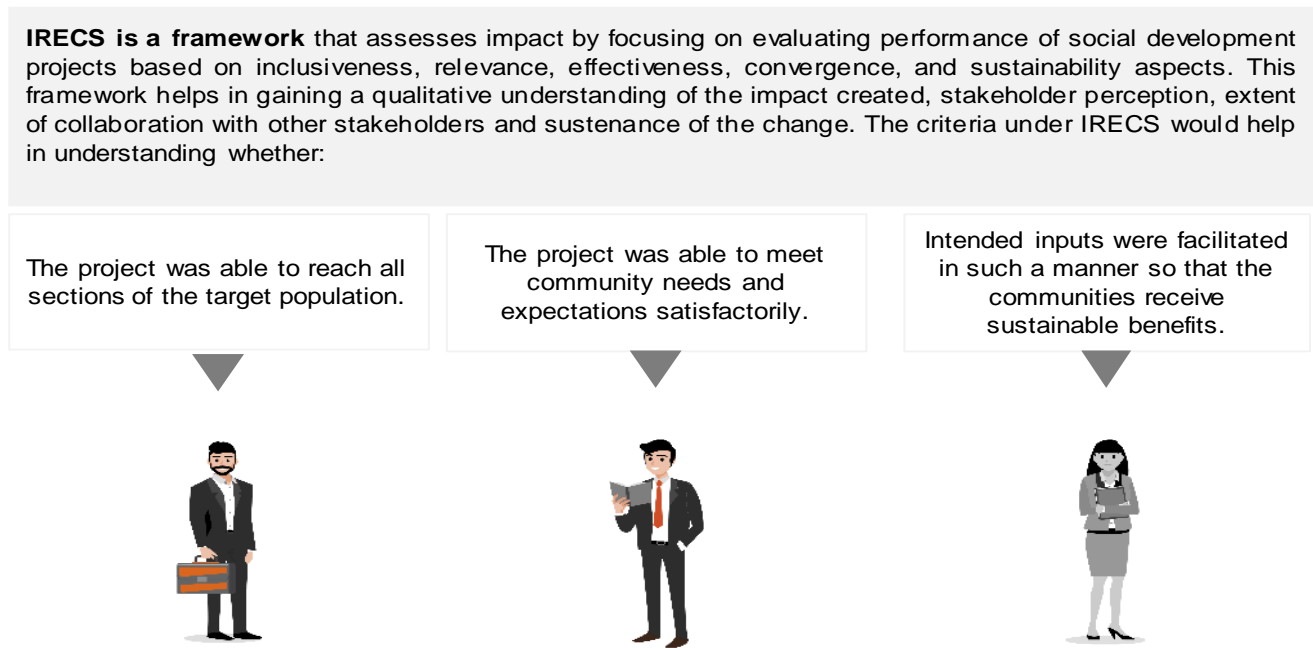 IRECS is a framework that assesses impact by focusing on evaluating performance of social development
projects based on inclusiveness, relevance, effectiveness, convergence, and sustainability aspects. This
framework helps in gaining a qualitative understanding of the impact created, stakeholder perception, extent
of collaboration with other stakeholders and sustenance of the change. The criteria under IRECS would help
in understanding whether:
The project was able to reach all
sections of the target population.
The project was able to meet
community needs and
expectations satisfactorily.
Intended inputs were facilitated
in such a manner so that the
communities receive
sustainable benefits.